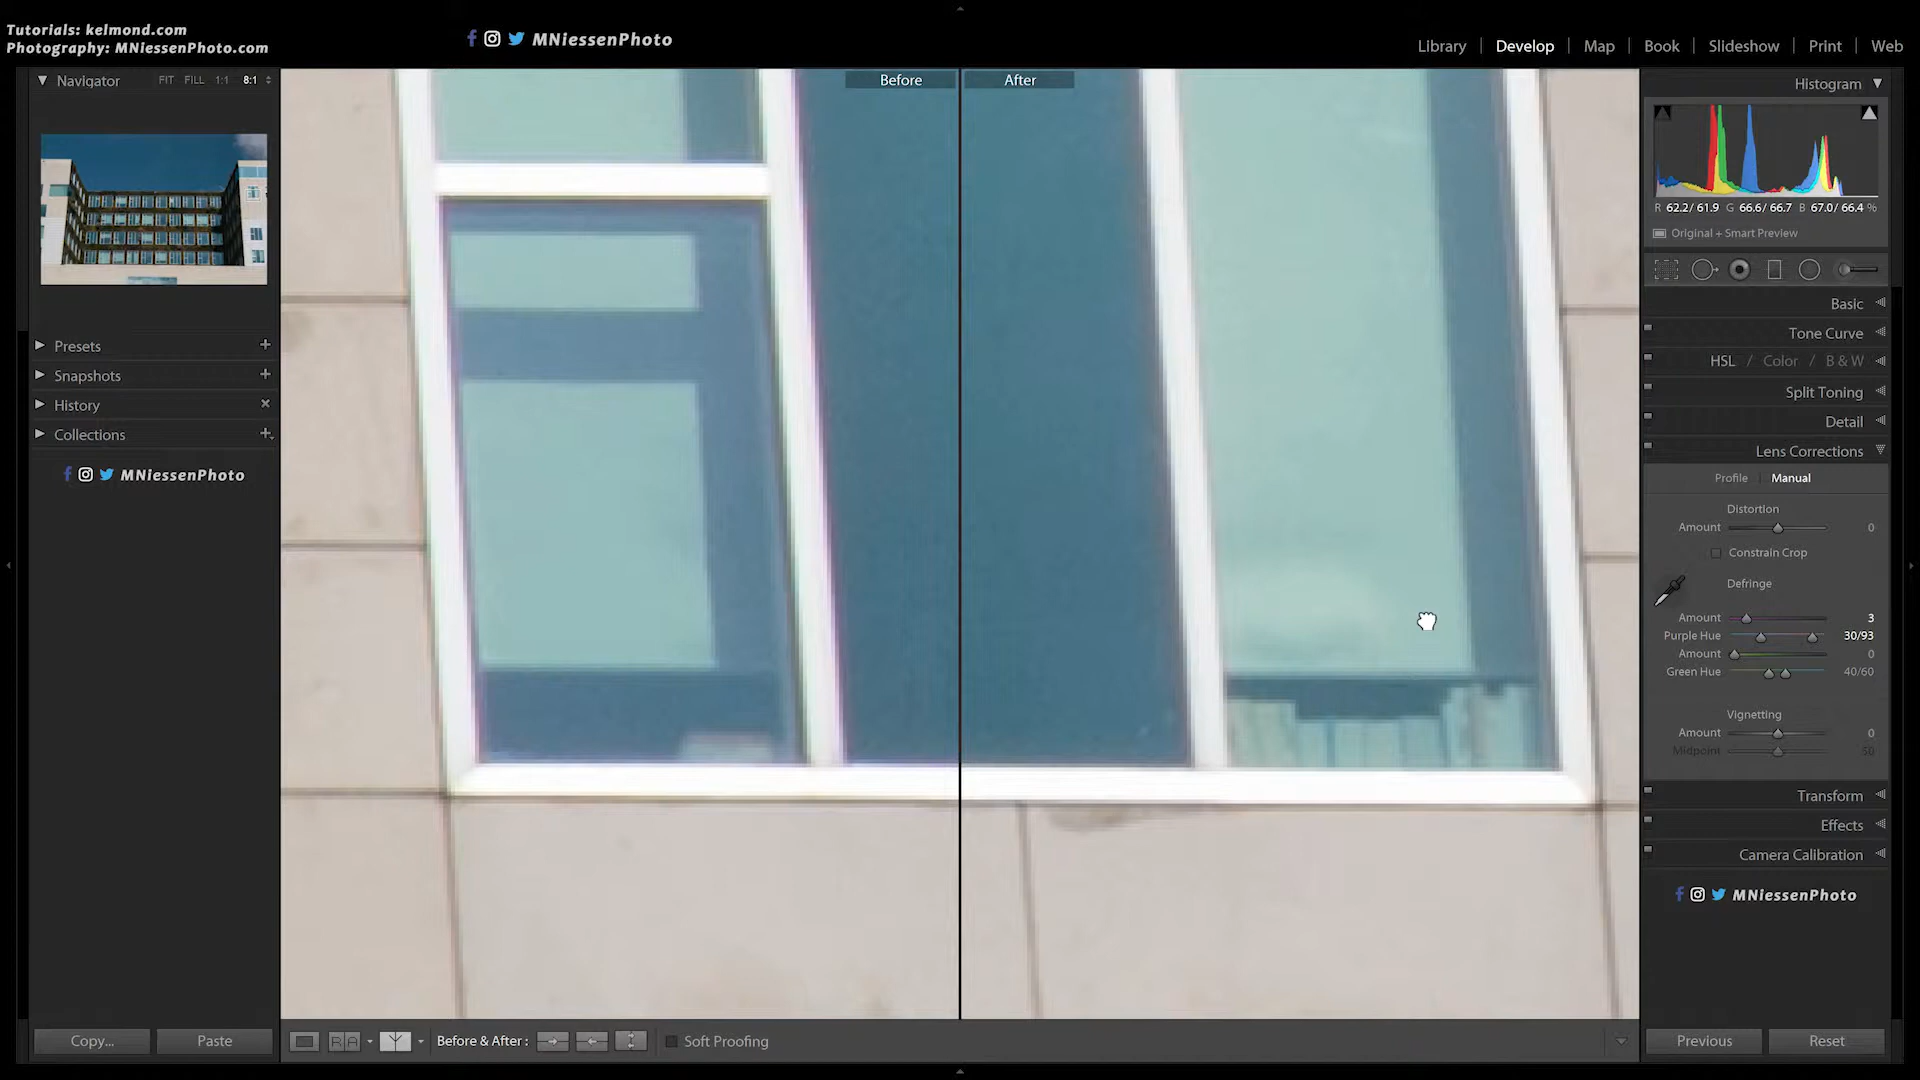 Tutorials: kelmond.com
Photography: MNiessenPhoto.com
MNiessenPhoto
Library | Develop | Map | Book | Slideshow | Print | Web
Navigator FIT FILL 1:1 8:1
Before
After
Histogram
R 62.2/ 61.9 G 66.6/ 66.7 B 67.0/ 66.4 %
Original + Smart Preview
Basic
Presets
Tone Curve
HSL / Color / B & W
Snapshots
Split Toning
History
Detail
Collections
Lens Corrections
MNiessenPhoto
Profile | Manual
Distortion
Amount 0
Constrain Crop
Defringe
Amount 3
Purple Hue 30/93
Amount 0
Green Hue 40/60
Vignetting
Amount 0
Midpoint 50
Transform
Effects
Camera Calibration
MNiessenPhoto
Copy... Paste
R A Y Before & After : Soft Proofing
Previous Reset